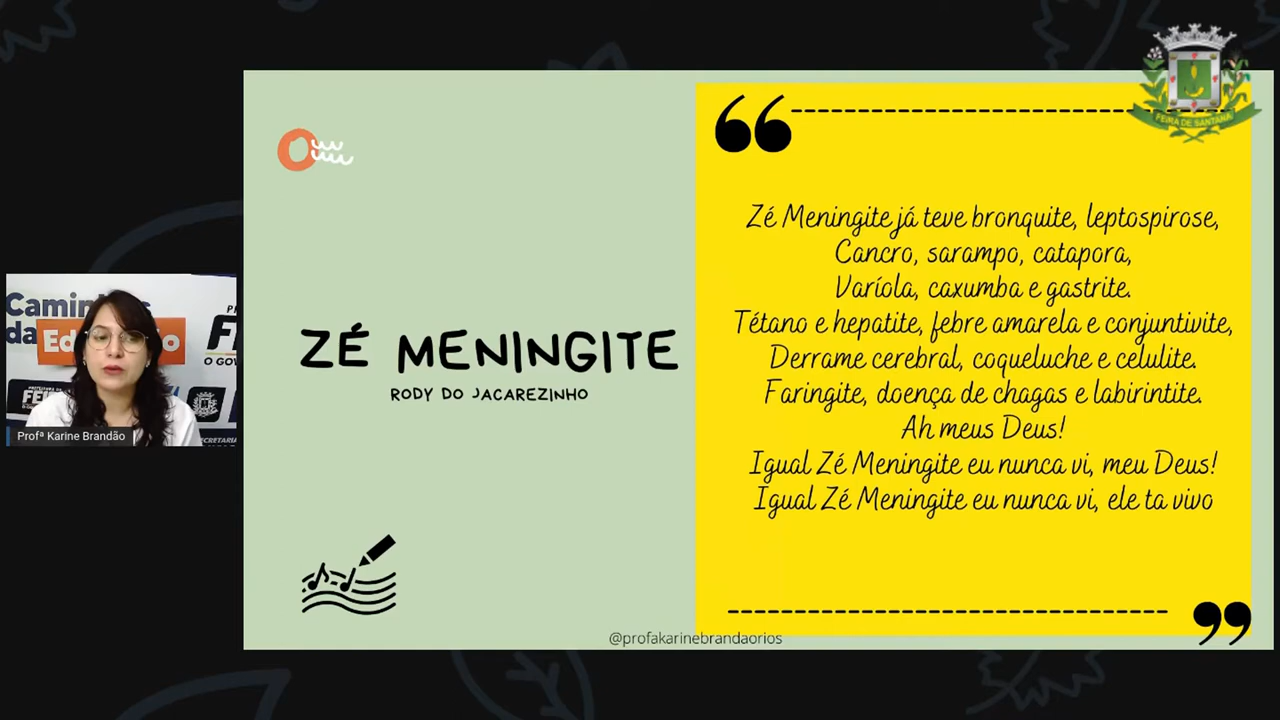 FEIRA DE SANTANA
Zé Meningite já teve bronquite, leptospirose,
Cancro, sarampo, catapora,
Varíola, caxumba e gastrite.
Tétano e hepatite, febre amarela e conjuntivite,
Derrame cerebral, coqueluche e celulite.
Faringite, doença de chagas e labirintite.
Ah meus Deus!
Igual Zé Meningite eu nunca vi, meu Deus!
Igual Zé Meningite eu nunca vi, ele ta vivo
ZÉ MENINGITE
RODY DO JACAREZINHO
@profakarinebrandaorios
da
O GOV
Profª Karine Brandão